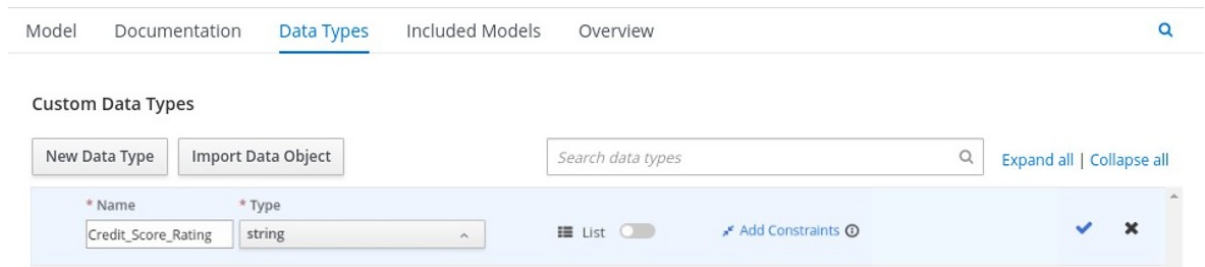 Model Documentation Data Types Included Models Overview
Custom Data Types
New Data Type Import Data Object Search data types Expand all | Collapse all
* Name * Type
Credit_Score_Rating string List Add Constraints